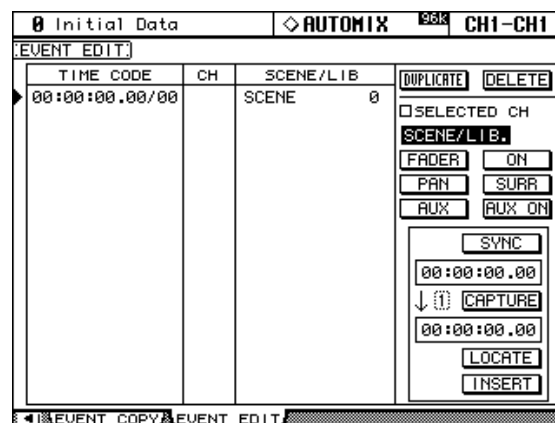 0 Initial Data ◇AUTOMIX 96K CH1-CH1
EVENT EDIT
TIME CODE CH SCENE/LIB
00:00:00.00/00 SCENE 0
DUPLICATE DELETE
SELECTED CH
SCENE/LIB.
FADER ON
PAN SURR
AUX AUX ON
SYNC
00:00:00.00
↓ 1 CAPTURE
00:00:00.00
LOCATE
INSERT
EVENT COPY EVENT EDIT